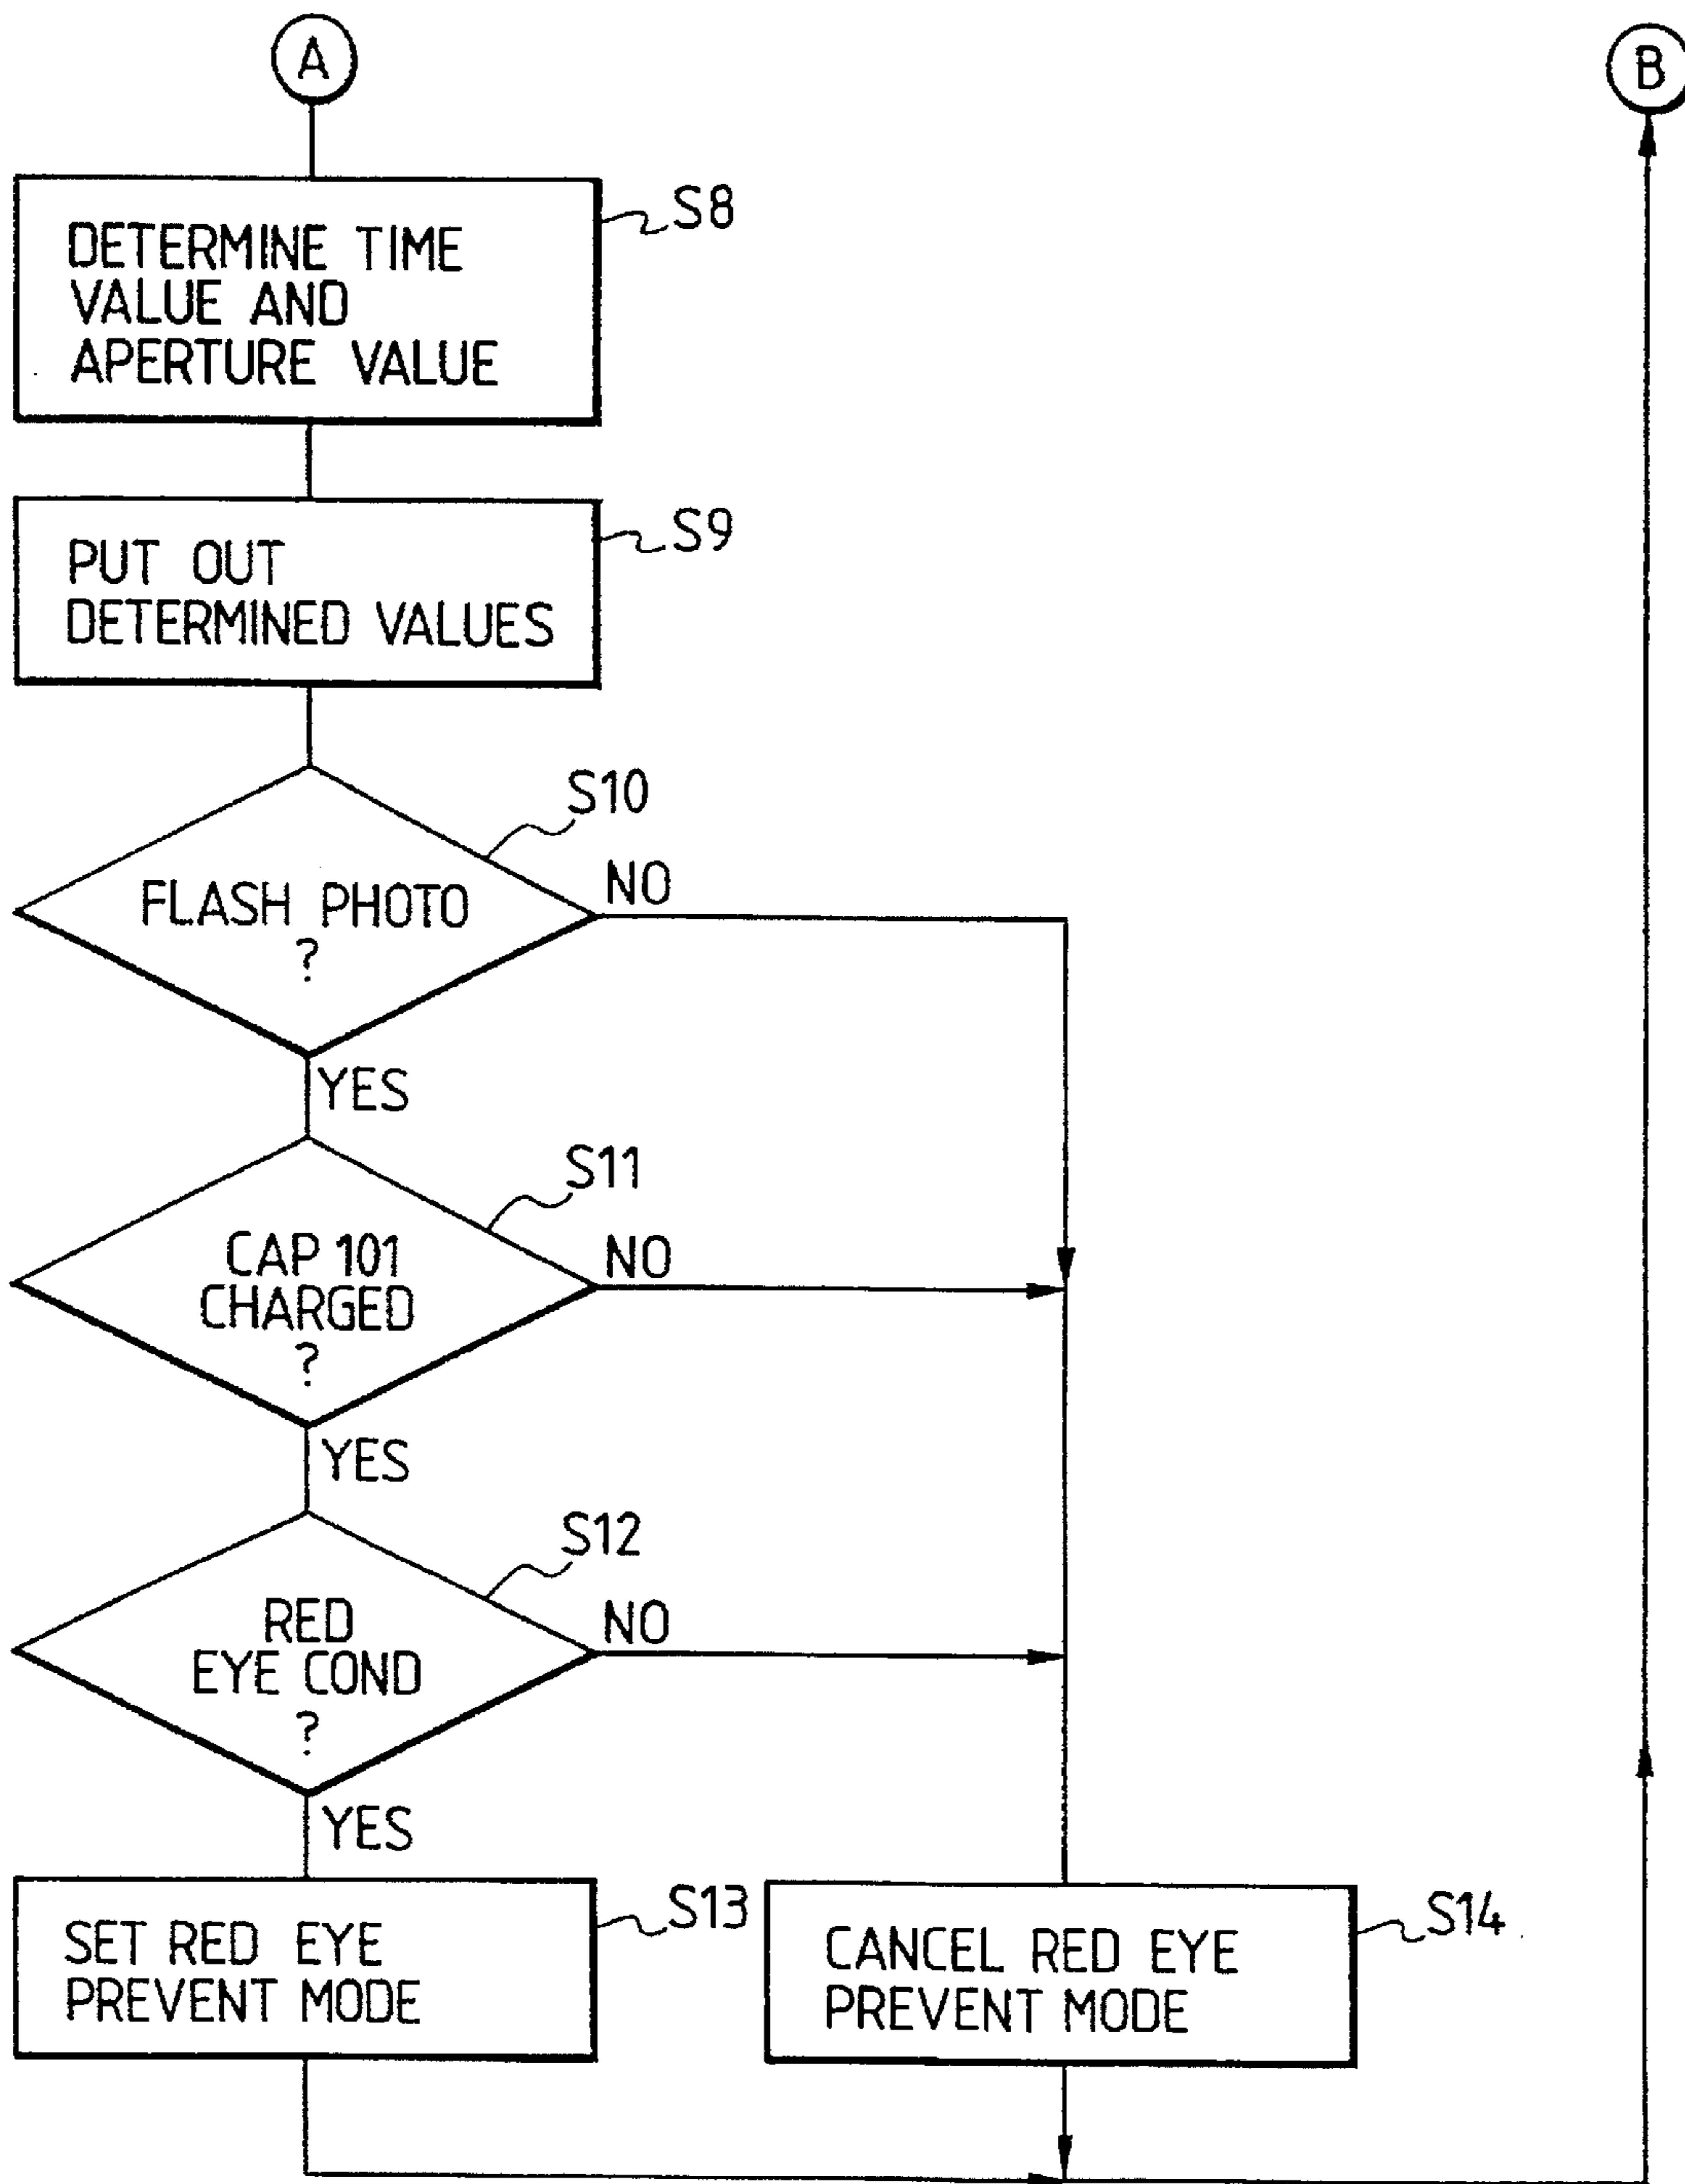 A
B
S8
DETERMINE TIME
VALUE AND
APERTURE VALUE
S9
PUT OUT
DETERMINED VALUES
S10
FLASH PHOTO
?
NO
YES
S11
CAP 101
CHARGED
?
NO
YES
S12
RED
EYE COND
?
NO
YES
S13
SET RED EYE
PREVENT MODE
S14
CANCEL RED EYE
PREVENT MODE